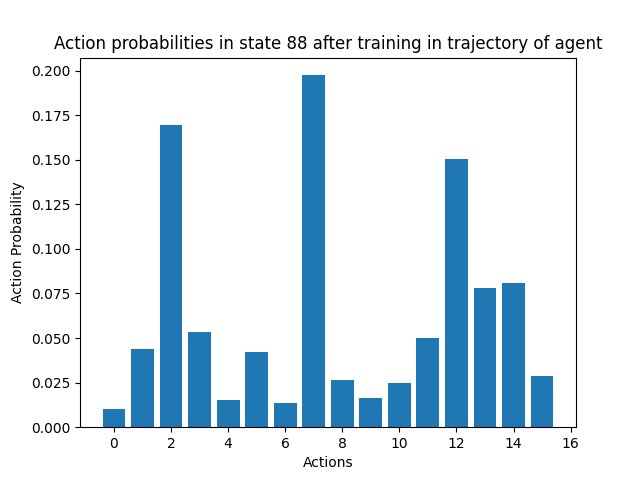 Action probabilities in state 88 after training in trajectory of agent
0.200
0.175
0.150
0.125
0.100
0.075
0.050
0.025
0.000
Action Probability
0 2 4 6 8 10 12 14 16
Actions